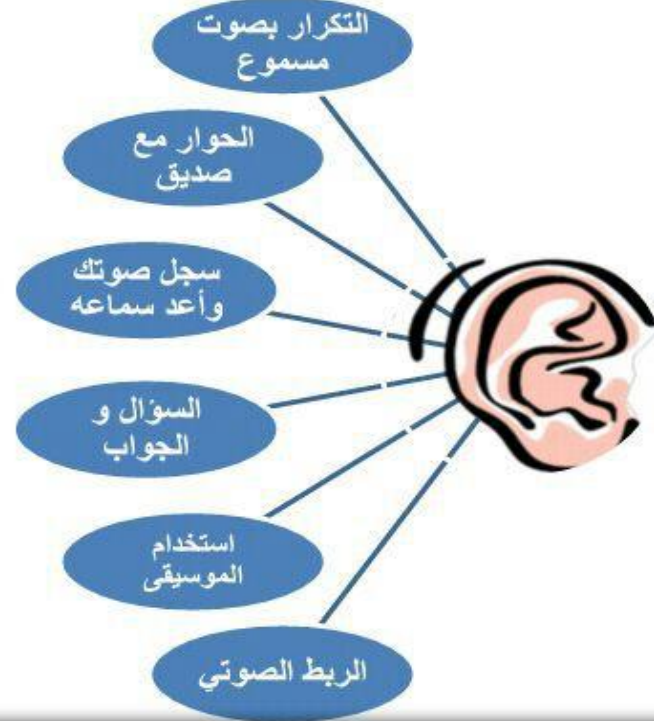 التكرار بصوت
مسموع
الحوار مع
صديق
سجل صوتك
وأعد سماعه
السؤال و
الجواب
استخدام
الموسيقى
الربط الصوتي